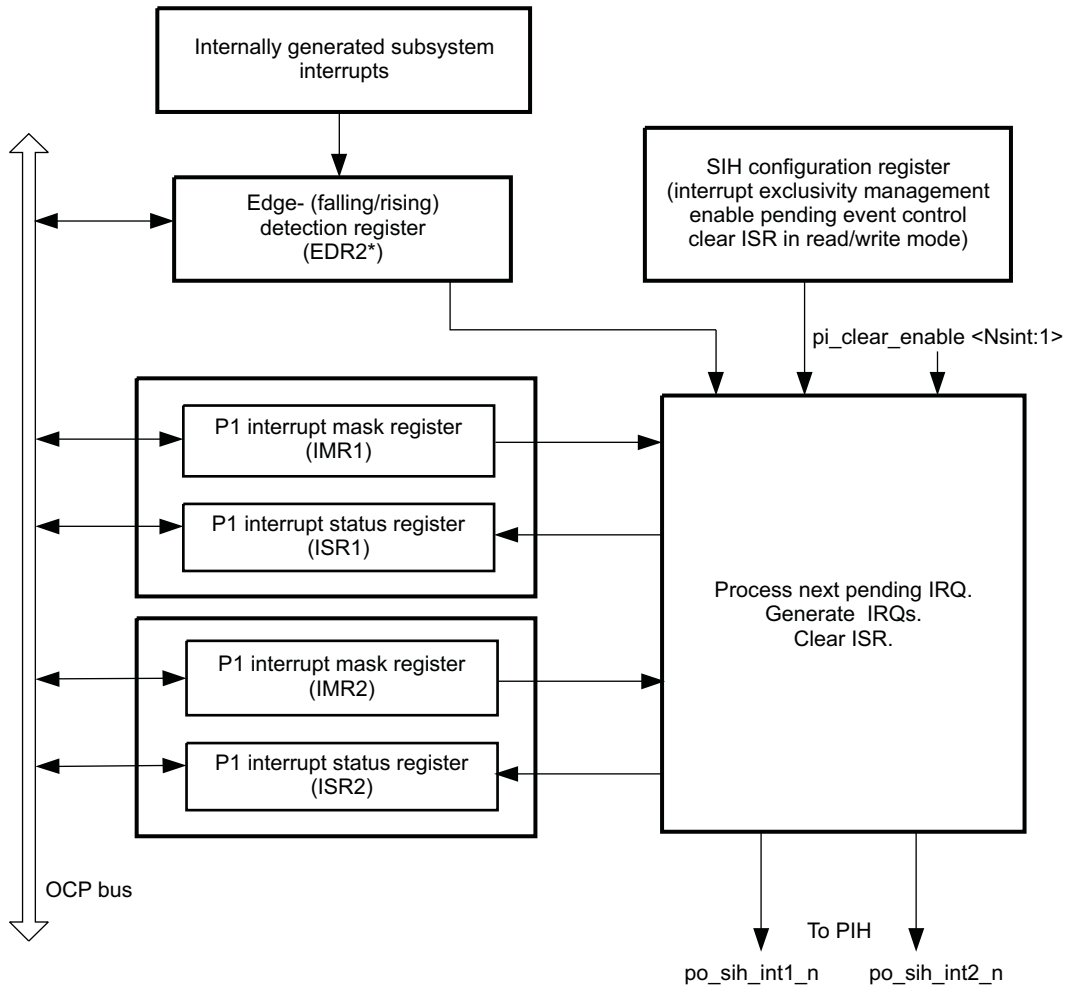 Internally generated subsystem
interrupts
Edge- (falling/rising)
detection register
(EDR2*)
SIH configuration register
(interrupt exclusivity management
enable pending event control
clear ISR in read/write mode)
pi_clear_enable <Nsint:1>
P1 interrupt mask register
(IMR1)
P1 interrupt status register
(ISR1)
Process next pending IRQ.
Generate IRQs.
Clear ISR.
P1 interrupt mask register
(IMR2)
P1 interrupt status register
(ISR2)
OCP bus
To PIH
po_sih_int1_n
po_sih_int2_n